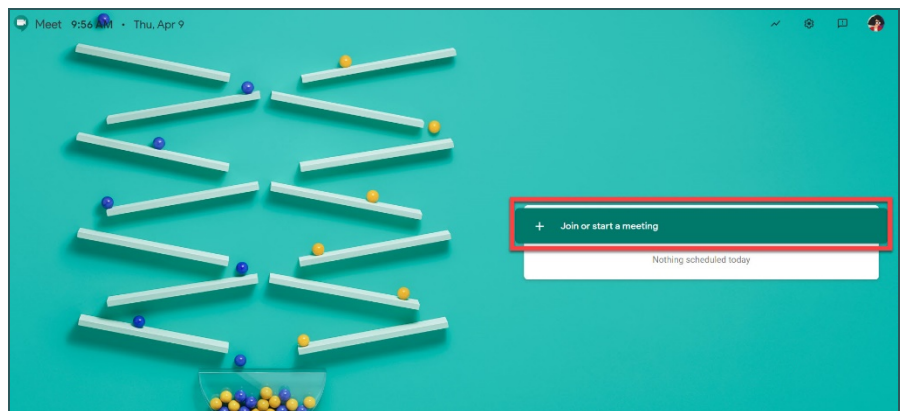 Meet 9:56 AM • Thu, Apr 9
+ Join or start a meeting
Nothing scheduled today